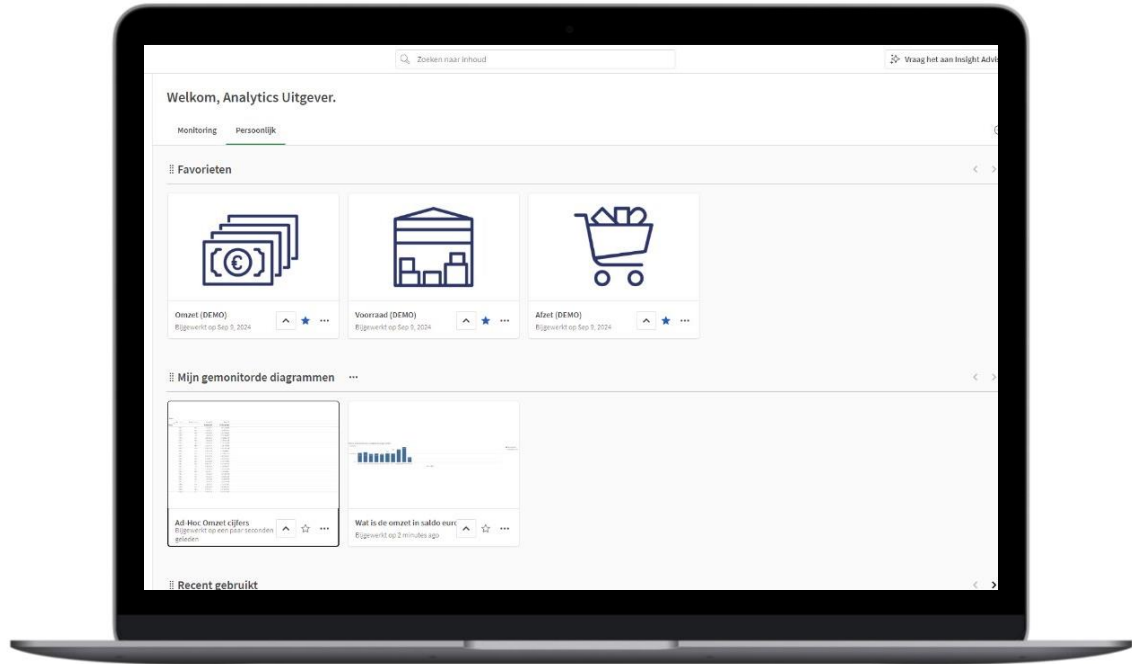 Zoeken naar inhoud
Vraag het aan Insight Advis
Welkom, Analytics Uitgever.
Monitoring Persoonlijk
Favorieten
Omzet (DEMO)
Bijgewerkt op Sep 9, 2024
Voorraad (DEMO)
Bijgewerkt op Sep 9, 2024
Afzet (DEMO)
Bijgewerkt op Sep 9, 2024
Mijn gemonitorde diagrammen
Ad-Hoc Omzet cijfers
Bijgewerkt op een paar seconden
geleden
Wat is de omzet in saldo euro
Bijgewerkt op 2 minutes ago
Recent gebruikt